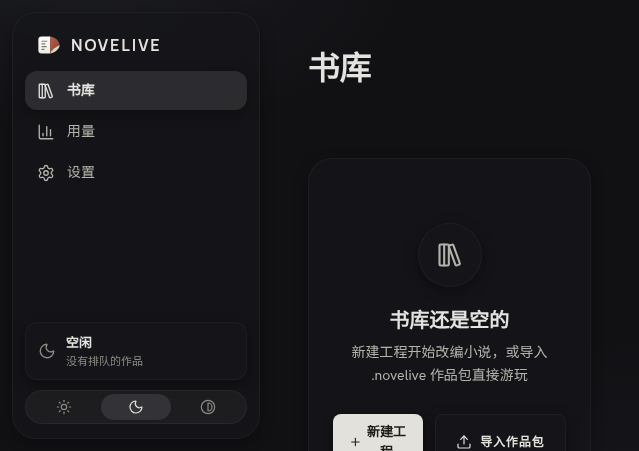 NOVELIVE
书库
用量
设置
空闲
没有排队的作品
书库
书库还是空的
新建工程开始改编小说，或导入
.novelive 作品包直接游玩
新建工
程
导入作品包